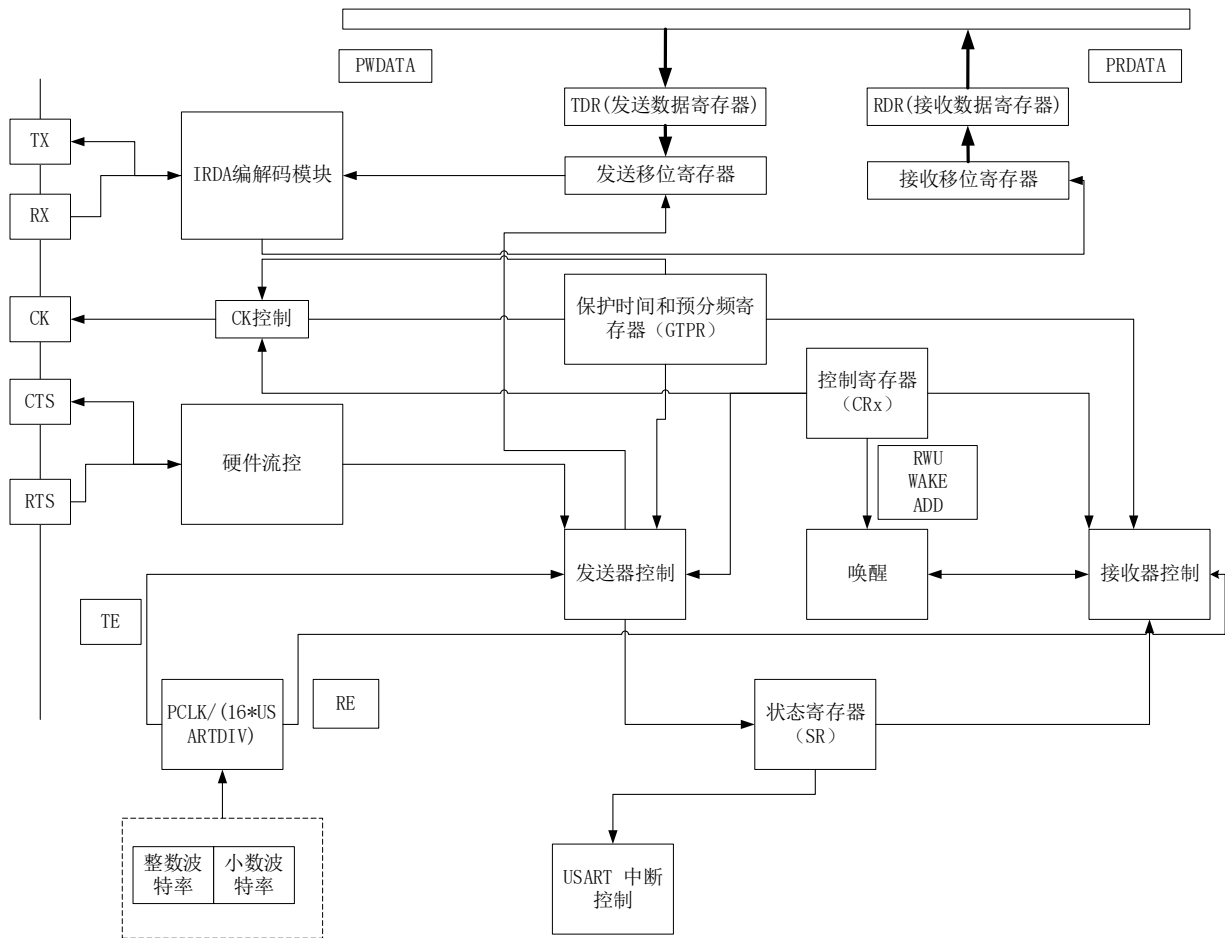 PWDATA
PRDATA
TDR(发送数据寄存器)
RDR(接收数据寄存器)
TX
IRDA编解码模块
发送移位寄存器
接收移位寄存器
RX
CK
CK控制
保护时间和预分频寄
存器（GTPR）
控制寄存器
（CRx）
CTS
硬件流控
RTS
RWU
WAKE
ADD
发送器控制
唤醒
接收器控制
TE
PCLK/(16*US
ARTDIV)
RE
状态寄存器
（SR）
整数波
特率
小数波
特率
USART 中断
控制